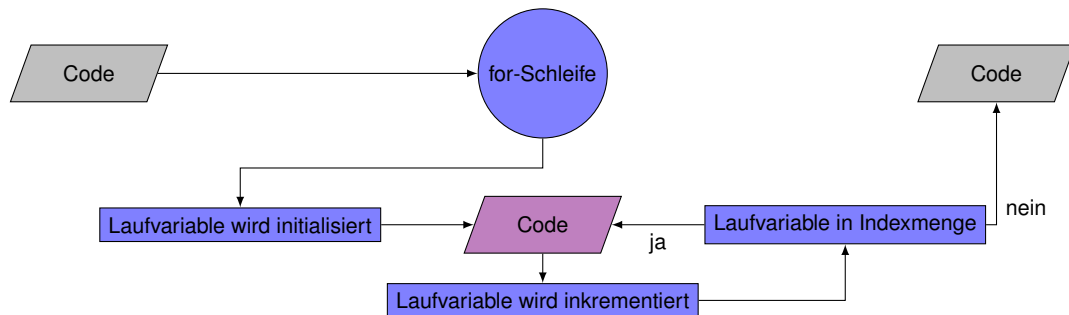 Code
for-Schleife
Code
Laufvariable wird initialisiert
Code
ja
Laufvariable in Indexmenge
nein
Laufvariable wird inkrementiert